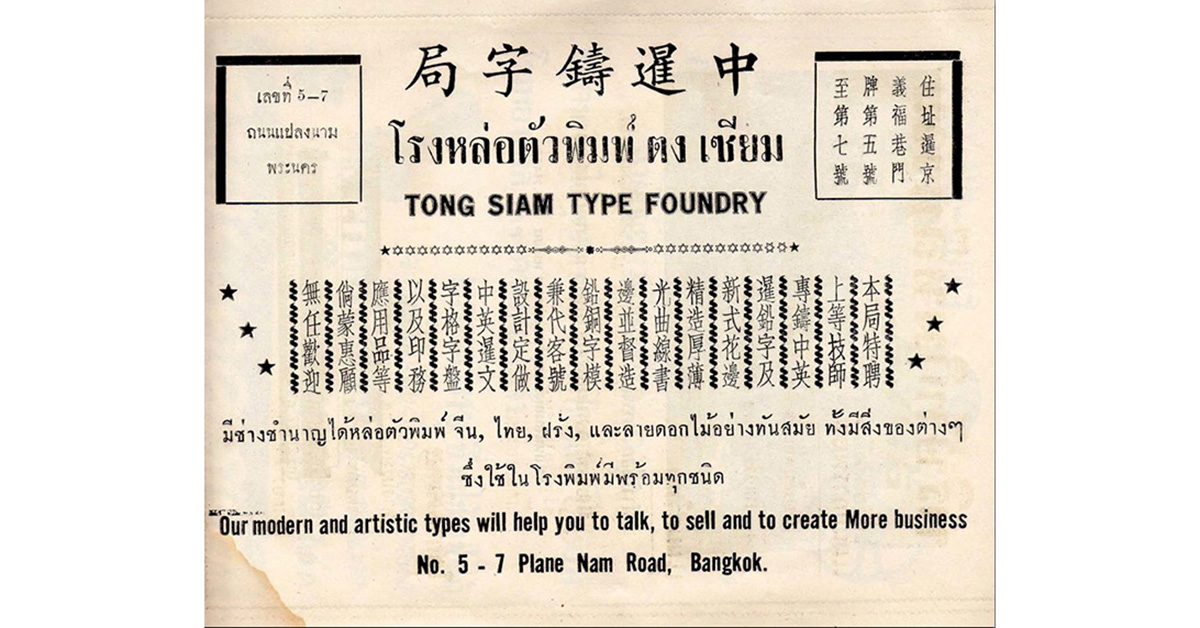 中暹鑄字局
เลขที่ 5–7
ถนนแปลงนาม
พระนคร
住址暹京
義福巷門
牌第五號
至第七號
โรงหล่อตัวพิมพ์ ตง เซียม
TONG SIAM TYPE FOUNDRY
本局特聘
上等技師
專鑄中英
暹鉛字及
新式花邊
精造厚薄
光曲線書
邊並督造
鉛銅字模
兼代客號
設計定做
中英暹文
字格字盤
以及印務
應用品等
倘蒙惠顧
無任歡迎
มีช่างชำนาญได้หล่อตัวพิมพ์ จีน, ไทย, ฝรั่ง, และลายดอกไม้อย่างทันสมัย ทั้งมีสิ่งของต่างๆ
ซึ่งใช้ในโรงพิมพ์มีพร้อมทุกชนิด
Our modern and artistic types will help you to talk, to sell and to create More business
No. 5 - 7 Plane Nam Road, Bangkok.